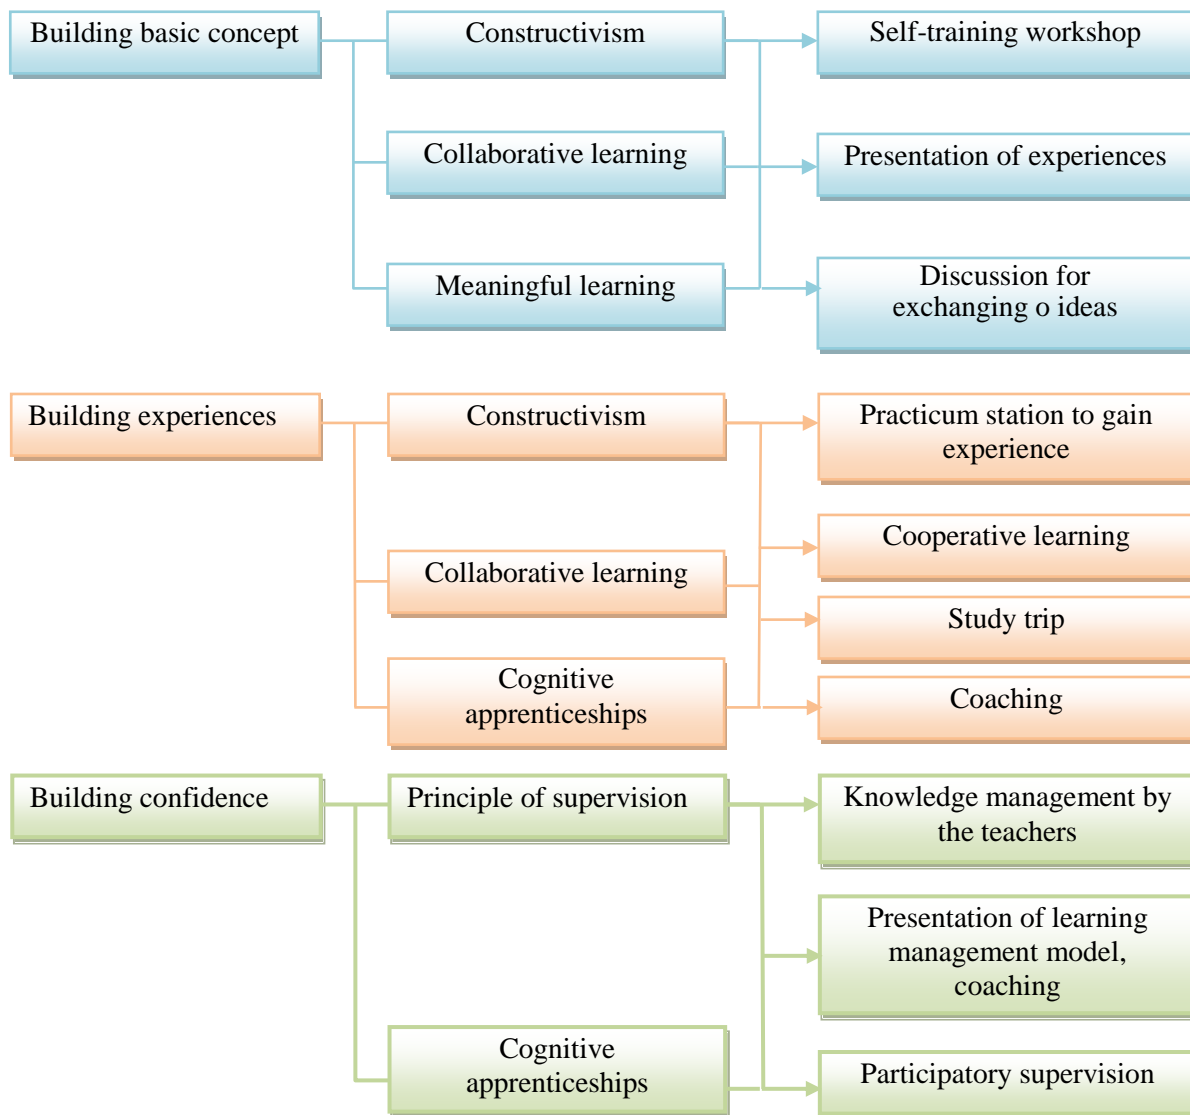 Building basic concept
Constructivism
Self-training workshop
Collaborative learning
Presentation of experiences
Meaningful learning
Discussion for
exchanging o ideas
Building experiences
Constructivism
Practicum station to gain
experience
Collaborative learning
Cooperative learning
Study trip
Cognitive
apprenticeships
Coaching
Building confidence
Principle of supervision
Knowledge management by
the teachers
Presentation of learning
management model,
coaching
Cognitive
apprenticeships
Participatory supervision